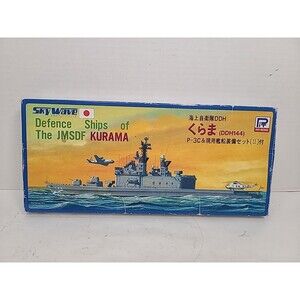 Sky Wave
Defence Ships of
The JMSDF KURAMA
海上自衛隊DDH
くらま (DDH144)
P-3C&現用艦船装備セット(II)付